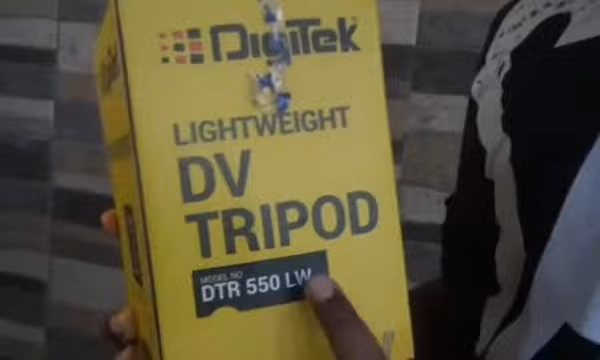 DIGITEK
LIGHTWEIGHT
DV
TRIPOD
MODEL NO
DTR 550 LW